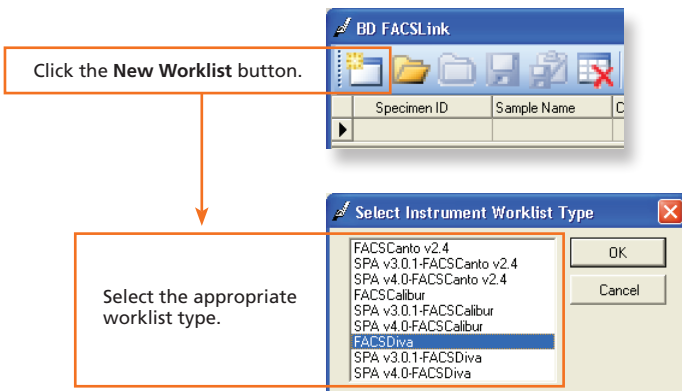 BD FACSLink
Click the New Worklist button.
Specimen ID Sample Name C
Select Instrument Worklist Type
Select the appropriate
worklist type.
FACSCanto v2.4
SPA v3.0.1-FACSCanto v2.4
SPA v4.0-FACSCanto v2.4
FACSCalibur
SPA v3.0.1-FACSCalibur
SPA v4.0-FACSCalibur
FACSDiva
SPA v3.0.1-FACSDiva
SPA v4.0-FACSDiva
OK
Cancel